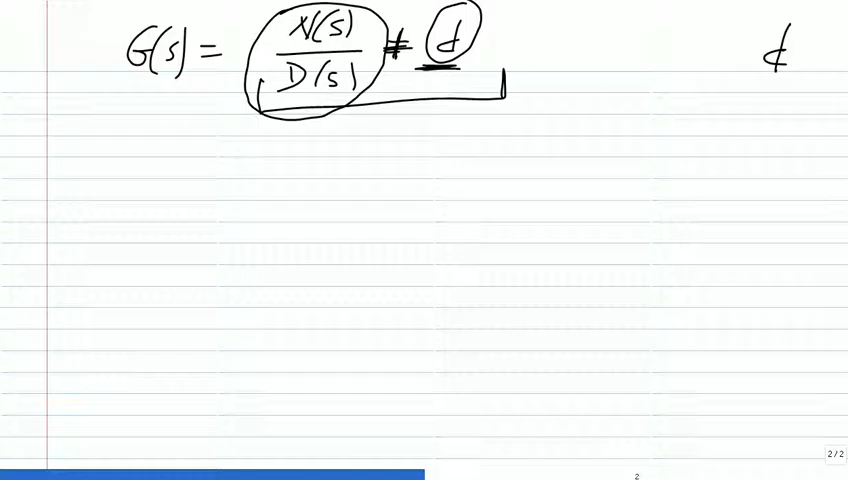 G(s) = N(s)/D(s) + d d
2/2
2